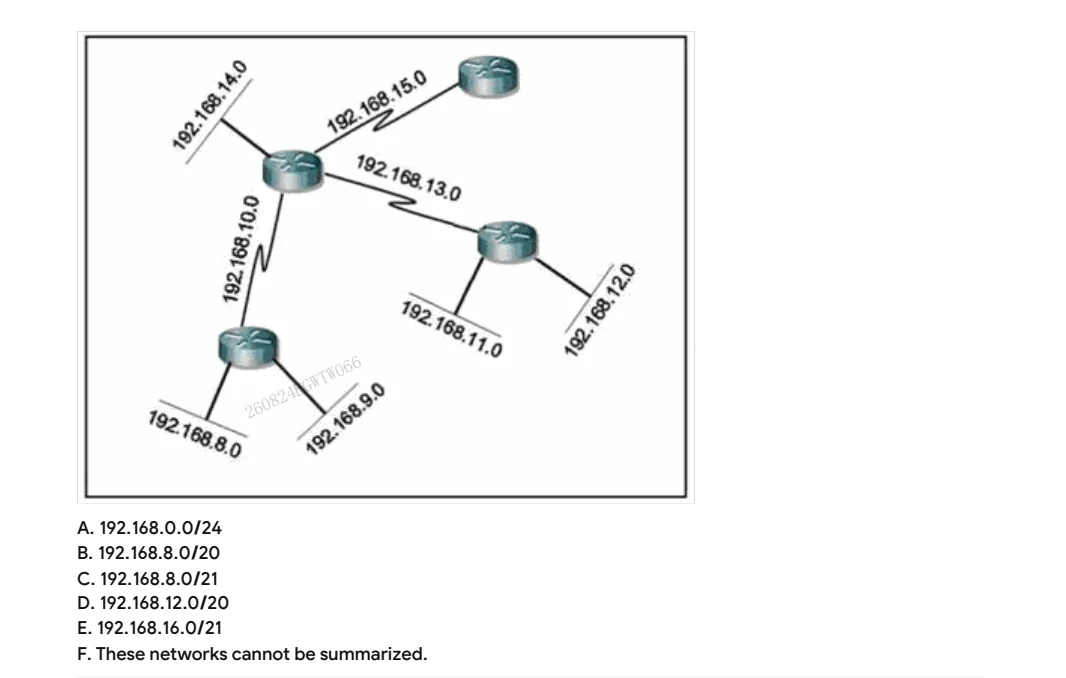 192.168.14.0
192.168.15.0
192.168.13.0
192.168.10.0
192.168.12.0
192.168.11.0
192.168.8.0
192.168.9.0
A. 192.168.0.0/24
B. 192.168.8.0/20
C. 192.168.8.0/21
D. 192.168.12.0/20
E. 192.168.16.0/21
F. These networks cannot be summarized.